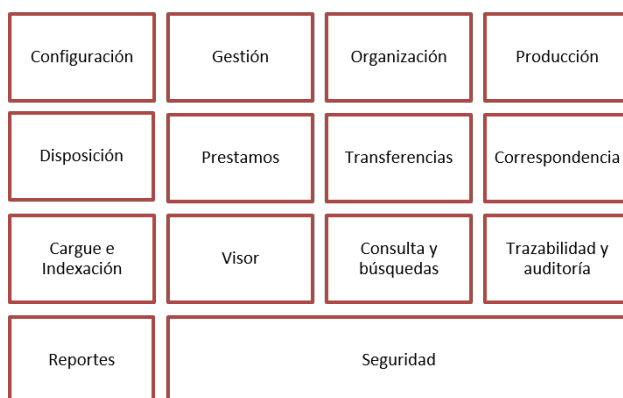 Configuración
Gestión
Organización
Producción
Disposición
Prestamos
Transferencias
Correspondencia
Cargue e
Indexación
Visor
Consulta y
búsquedas
Trazabilidad y
auditoría
Reportes
Seguridad